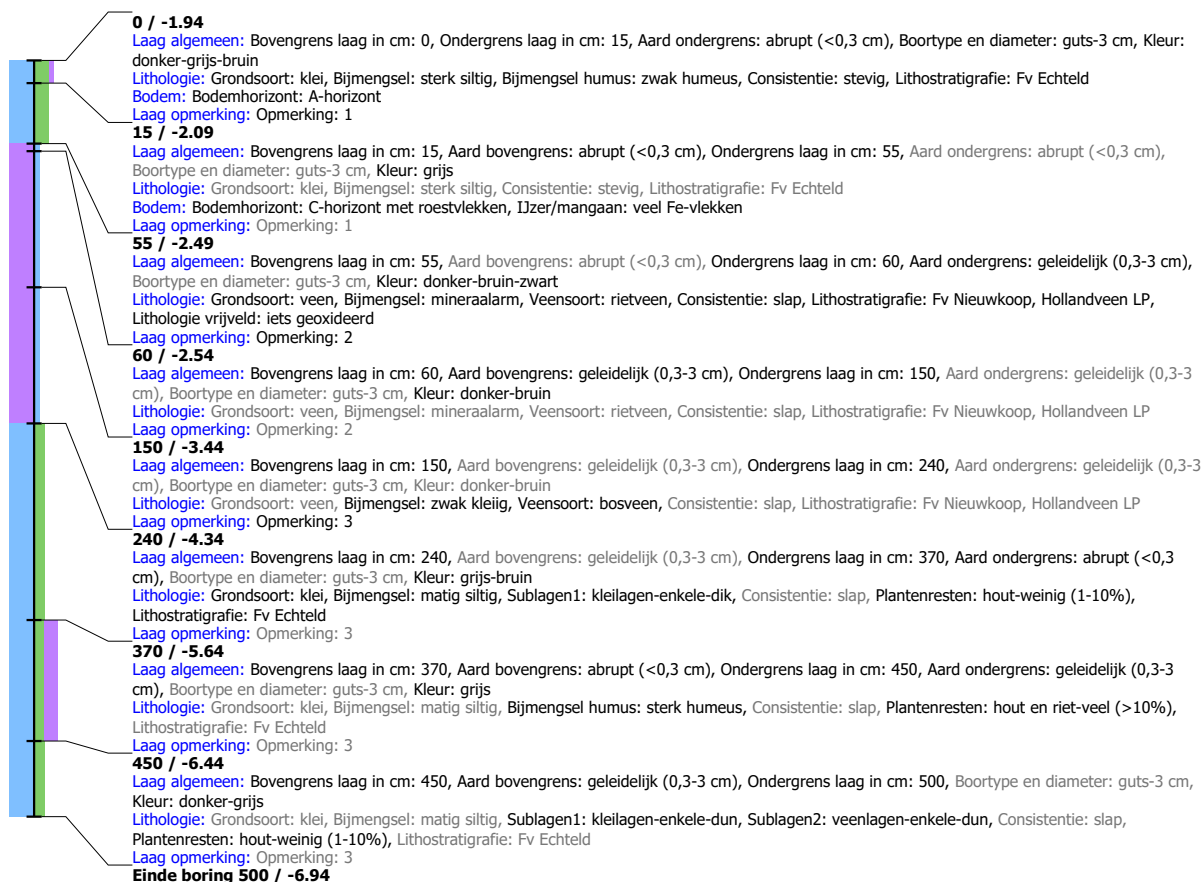 0 / -1.94
Laag algemeen: Bovengrens laag in cm: 0, Ondergrens laag in cm: 15, Aard ondergrens: abrupt (<0,3 cm), Boortype en diameter: guts-3 cm, Kleur:
donker-grijs-bruin
Lithologie: Grondsoort: klei, Bijmengsel: sterk siltig, Bijmengsel humus: zwak humeus, Consistentie: stevig, Lithostratigrafie: Fv Echteld
Bodem: Bodemhorizont: A-horizont
Laag opmerking: Opmerking: 1
15 / -2.09
Laag algemeen: Bovengrens laag in cm: 15, Aard bovengrens: abrupt (<0,3 cm), Ondergrens laag in cm: 55, Aard ondergrens: abrupt (<0,3 cm),
Boortype en diameter: guts-3 cm, Kleur: grijs
Lithologie: Grondsoort: klei, Bijmengsel: sterk siltig, Consistentie: stevig, Lithostratigrafie: Fv Echteld
Bodem: Bodemhorizont: C-horizont met roestvlekken, IJzer/mangaan: veel Fe-vlekken
Laag opmerking: Opmerking: 1
55 / -2.49
Laag algemeen: Bovengrens laag in cm: 55, Aard bovengrens: abrupt (<0,3 cm), Ondergrens laag in cm: 60, Aard ondergrens: geleidelijk (0,3-3 cm),
Boortype en diameter: guts-3 cm, Kleur: donker-bruin-zwart
Lithologie: Grondsoort: veen, Bijmengsel: mineraalarm, Veensoort: rietveen, Consistentie: slap, Lithostratigrafie: Fv Nieuwkoop, Hollandveen LP,
Lithologie vrijveld: iets geoxideerd
Laag opmerking: Opmerking: 2
60 / -2.54
Laag algemeen: Bovengrens laag in cm: 60, Aard bovengrens: geleidelijk (0,3-3 cm), Ondergrens laag in cm: 150, Aard ondergrens: geleidelijk (0,3-3
cm), Boortype en diameter: guts-3 cm, Kleur: donker-bruin
Lithologie: Grondsoort: veen, Bijmengsel: mineraalarm, Veensoort: rietveen, Consistentie: slap, Lithostratigrafie: Fv Nieuwkoop, Hollandveen LP
Laag opmerking: Opmerking: 2
150 / -3.44
Laag algemeen: Bovengrens laag in cm: 150, Aard bovengrens: geleidelijk (0,3-3 cm), Ondergrens laag in cm: 240, Aard ondergrens: geleidelijk (0,3-3
cm), Boortype en diameter: guts-3 cm, Kleur: donker-bruin
Lithologie: Grondsoort: veen, Bijmengsel: zwak kleiig, Veensoort: bosveen, Consistentie: slap, Lithostratigrafie: Fv Nieuwkoop, Hollandveen LP
Laag opmerking: Opmerking: 3
240 / -4.34
Laag algemeen: Bovengrens laag in cm: 240, Aard bovengrens: geleidelijk (0,3-3 cm), Ondergrens laag in cm: 370, Aard ondergrens: abrupt (<0,3
cm), Boortype en diameter: guts-3 cm, Kleur: grijs-bruin
Lithologie: Grondsoort: klei, Bijmengsel: matig siltig, Sublagen1: kleilagen-enkele-dik, Consistentie: slap, Plantenresten: hout-weinig (1-10%),
Lithostratigrafie: Fv Echteld
Laag opmerking: Opmerking: 3
370 / -5.64
Laag algemeen: Bovengrens laag in cm: 370, Aard bovengrens: abrupt (<0,3 cm), Ondergrens laag in cm: 450, Aard ondergrens: geleidelijk (0,3-3
cm), Boortype en diameter: guts-3 cm, Kleur: grijs
Lithologie: Grondsoort: klei, Bijmengsel: matig siltig, Bijmengsel humus: sterk humeus, Consistentie: slap, Plantenresten: hout en riet-veel (>10%),
Lithostratigrafie: Fv Echteld
Laag opmerking: Opmerking: 3
450 / -6.44
Laag algemeen: Bovengrens laag in cm: 450, Aard bovengrens: geleidelijk (0,3-3 cm), Ondergrens laag in cm: 500, Boortype en diameter: guts-3 cm,
Kleur: donker-grijs
Lithologie: Grondsoort: klei, Bijmengsel: matig siltig, Sublagen1: kleilagen-enkele-dun, Sublagen2: veenlagen-enkele-dun, Consistentie: slap,
Plantenresten: hout-weinig (1-10%), Lithostratigrafie: Fv Echteld
Laag opmerking: Opmerking: 3
Einde boring 500 / -6.94